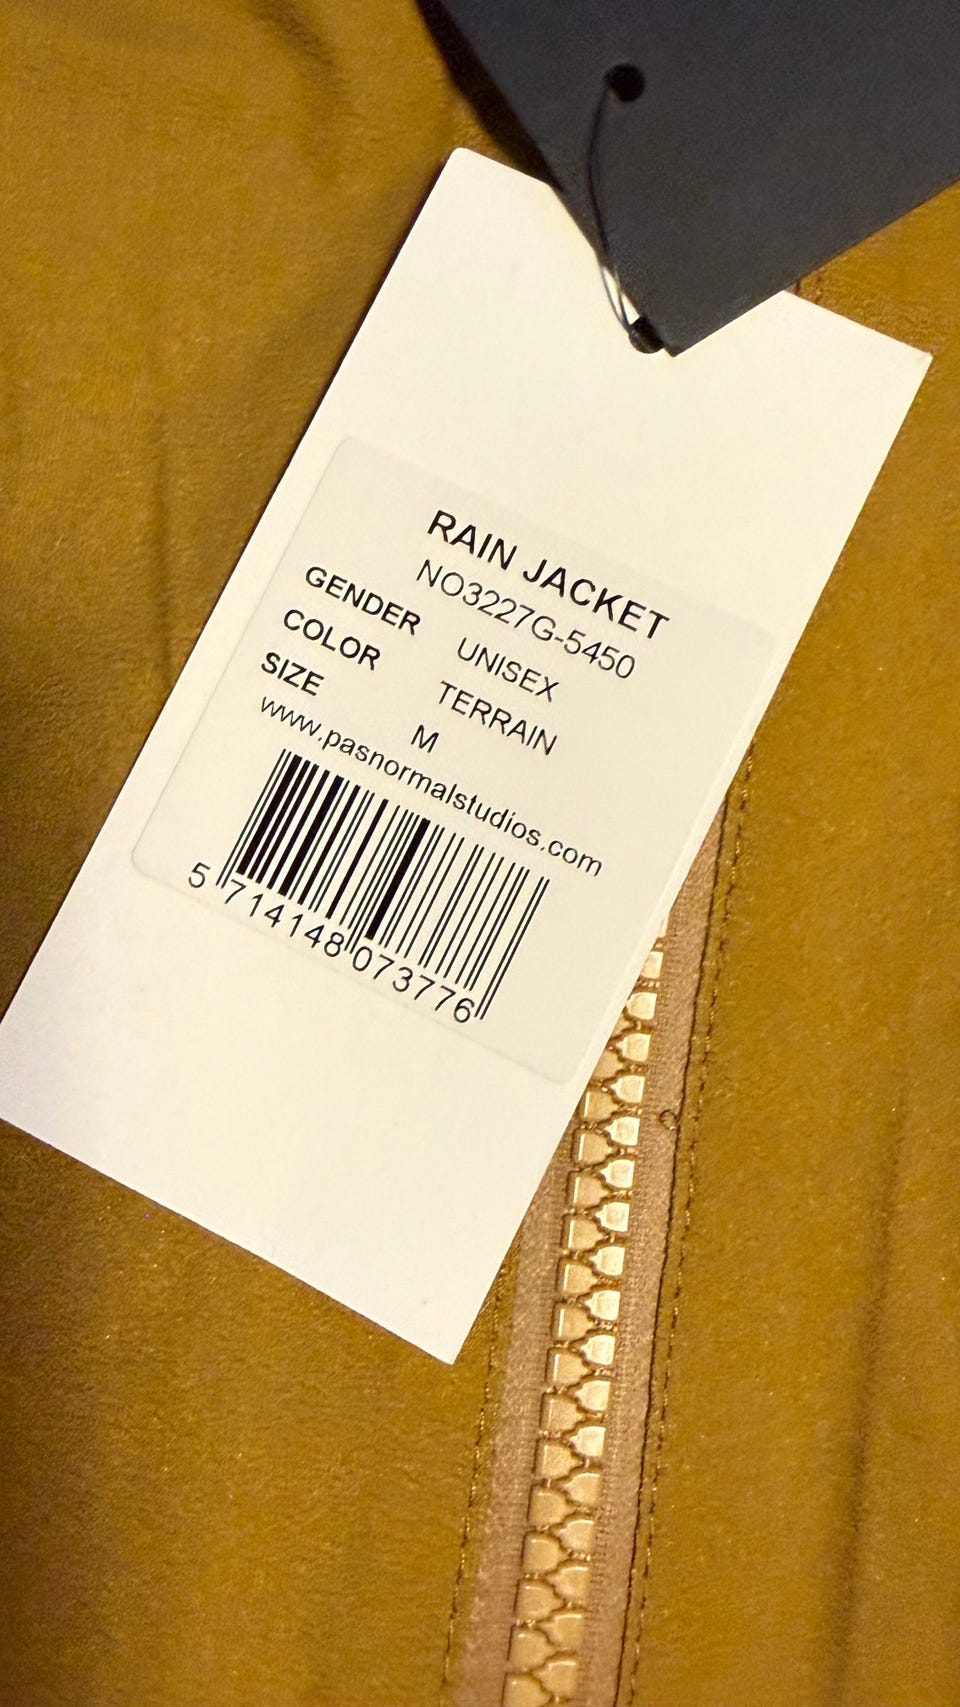 RAIN JACKET
NO3227G-5450
GENDER UNISEX
COLOR TERRAIN
SIZE M
www.pasnormalstudios.com
5 714148 073776